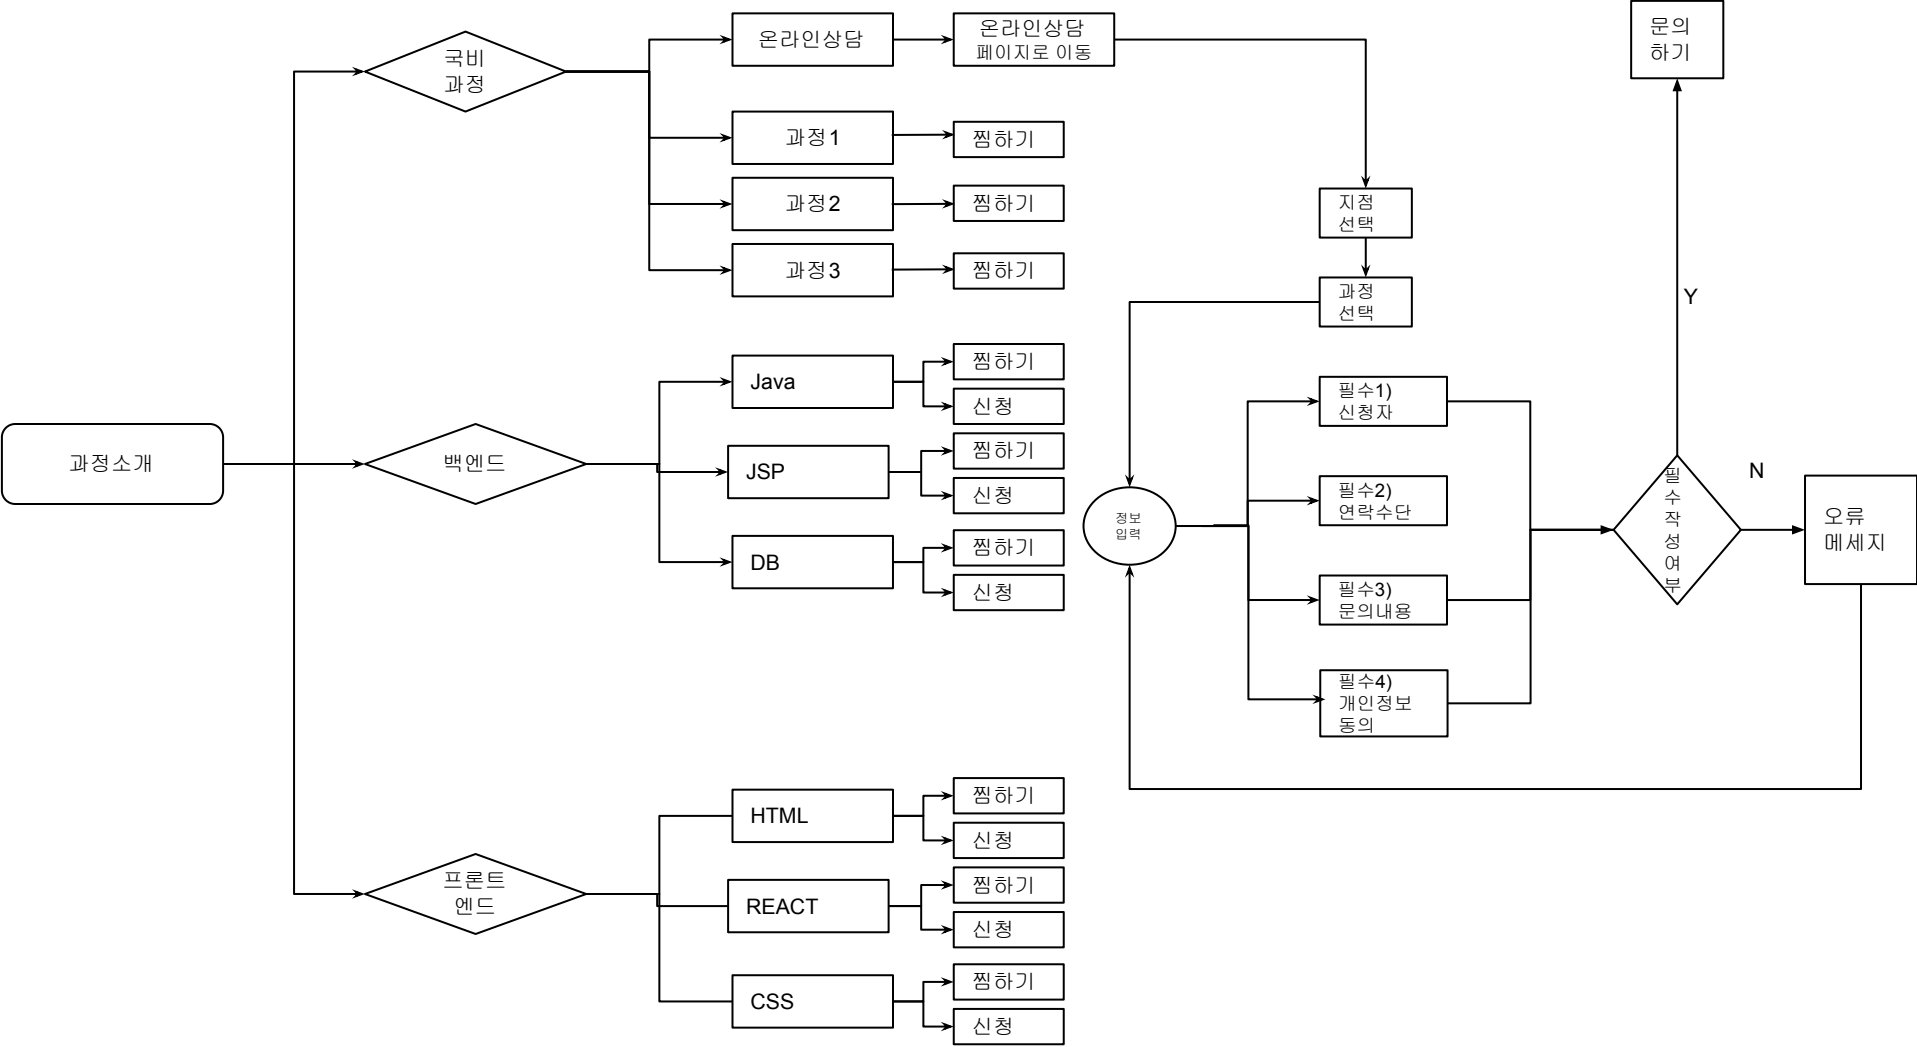 과정소개
국비
과정
온라인상담
온라인상담
페이지로 이동
과정1
찜하기
과정2
찜하기
과정3
찜하기
백엔드
Java
찜하기
신청
JSP
찜하기
신청
DB
찜하기
신청
프론트
엔드
HTML
찜하기
신청
REACT
찜하기
신청
CSS
찜하기
신청
지점
선택
과정
선택
정보
입력
필수1)
신청자
필수2)
연락수단
필수3)
문의내용
필수4)
개인정보
동의
필
수
작
성
여
부
Y
문의
하기
N
오류
메세지